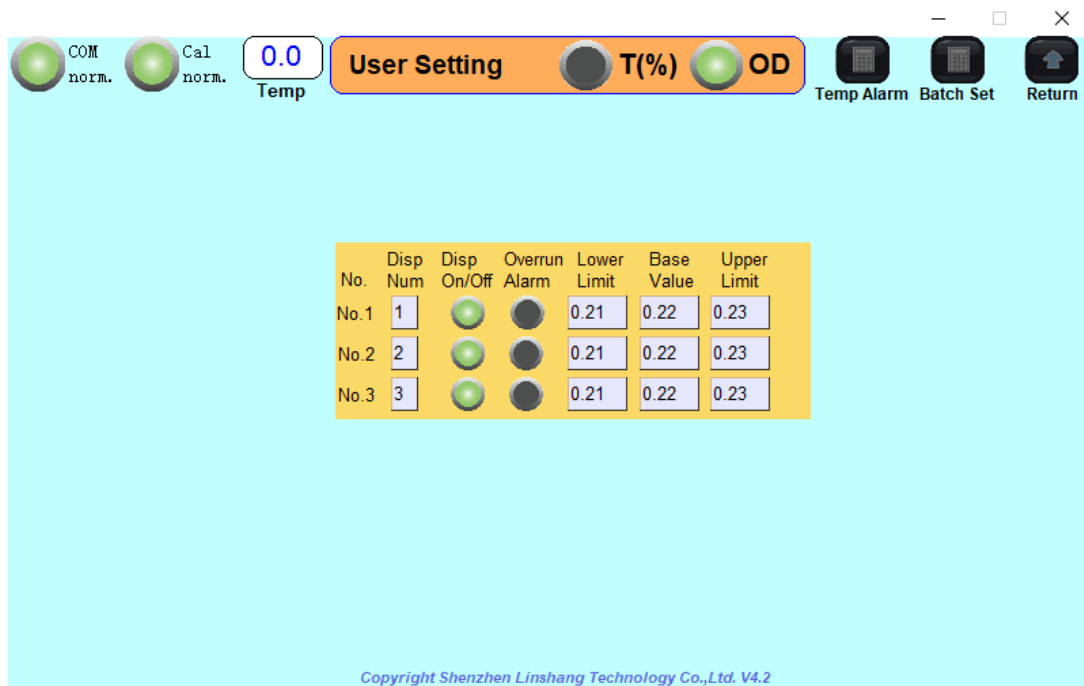 COM norm.
Cal norm.
0.0
Temp
User Setting T(%) OD
Temp Alarm Batch Set Return
No. Disp Num Disp On/Off Overrun Alarm Lower Limit Base Value Upper Limit
No.1 1 0.21 0.22 0.23
No.2 2 0.21 0.22 0.23
No.3 3 0.21 0.22 0.23
Copyright Shenzhen Linshang Technology Co.,Ltd. V4.2